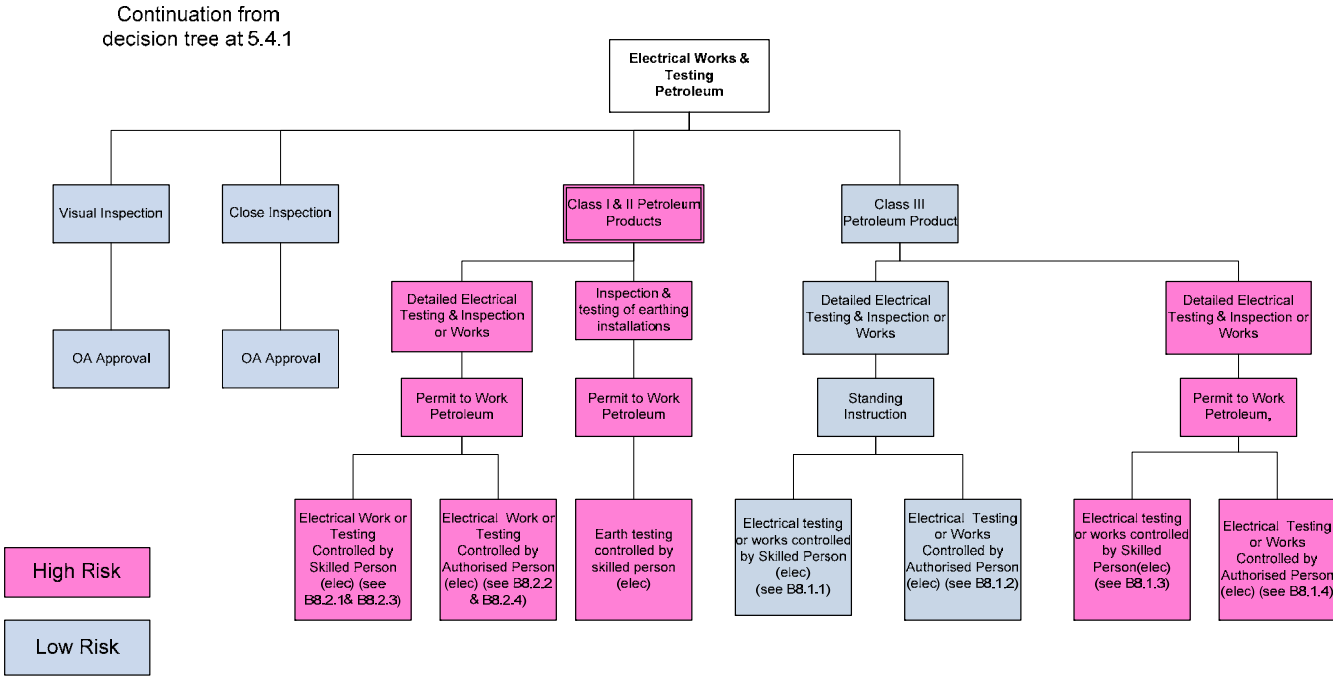 Continuation from
decision tree at 5.4.1
Electrical Works &
Testing
Petroleum
Visual Inspection
Close Inspection
Class I & II Petroleum
Products
Class III
Petroleum Product
OA Approval
OA Approval
Detailed Electrical
Testing & Inspection
or Works
Inspection &
testing of earthing
installations
Detailed Electrical
Testing & Inspection or
Works
Detailed Electrical
Testing & Inspection or
Works
Permit to Work
Petroleum
Permit to Work
Petroleum
Standing
Instruction
Permit to Work
Petroleum,
Electrical Work or
Testing
Controlled by
Skilled Person
(elec) (see
B8.2.1& B8.2.3)
Electrical Work or
Testing
Controlled by
Authorised Person
(elec) (see B8.2.2
& B8.2.4)
Earth testing
controlled by
skilled person
(elec)
Electrical testing
or works controlled
by Skilled Person
(elec)
(see B8.1.1)
Electrical Testing
or Works
Controlled by
Authorised Person
(elec) (see B8.1.2)
Electrical testing
or works controlled
by Skilled
Person(elec)
(see B8.1.3)
Electrical Testing
or Works
Controlled by
Authorised Person
(elec) (see B8.1.4)
High Risk
Low Risk